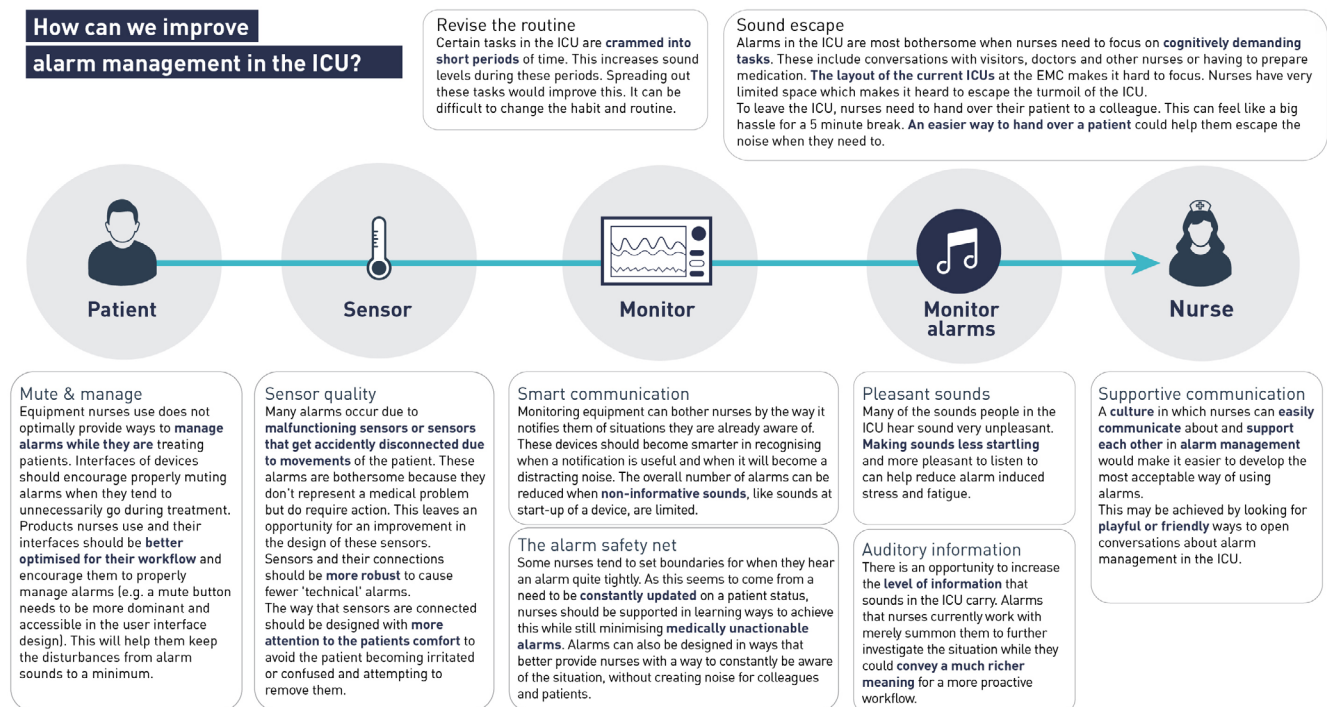 How can we improve
alarm management in the ICU?
Revise the routine
Certain tasks in the ICU are crammed into
short periods of time. This increases sound
levels during these periods. Spreading out
these tasks would improve this. It can be
difficult to change the habit and routine.
Sound escape
Alarms in the ICU are most bothersome when nurses need to focus on cognitively demanding
tasks. These include conversations with visitors, doctors and other nurses or having to prepare
medication. The layout of the current ICUs at the EMC makes it hard to focus. Nurses have very
limited space which makes it heard to escape the turmoil of the ICU.
To leave the ICU, nurses need to hand over their patient to a colleague. This can feel like a big
hassle for a 5 minute break. An easier way to hand over a patient could help them escape the
noise when they need to.
Patient
Sensor
Monitor
Monitor
alarms
Nurse
Mute & manage
Equipment nurses use does not
optimally provide ways to manage
alarms while they are treating
patients. Interfaces of devices
should encourage properly muting
alarms when they tend to
unnecessarily go during treatment.
Products nurses use and their
interfaces should be better
optimised for their workflow and
encourage them to properly
manage alarms (e.g. a mute button
needs to be more dominant and
accessible in the user interface
design). This will help them keep
the disturbances from alarm
sounds to a minimum.
Sensor quality
Many alarms occur due to
malfunctioning sensors or sensors
that get accidently disconnected due
to movements of the patient. These
alarms are bothersome because they
don't represent a medical problem
but do require action. This leaves an
opportunity for an improvement in
the design of these sensors.
Sensors and their connections
should be more robust to cause
fewer 'technical' alarms.
The way that sensors are connected
should be designed with more
attention to the patients comfort to
avoid the patient becoming irritated
or confused and attempting to
remove them.
Smart communication
Monitoring equipment can bother nurses by the way it
notifies them of situations they are already aware of.
These devices should become smarter in recognising
when a notification is useful and when it will become a
distracting noise. The overall number of alarms can be
reduced when non-informative sounds, like sounds at
start-up of a device, are limited.
The alarm safety net
Some nurses tend to set boundaries for when they hear
an alarm quite tightly. As this seems to come from a
need to be constantly updated on a patient status,
nurses should be supported in learning ways to achieve
this while still minimising medically unactionable
alarms. Alarms can also be designed in ways that
better provide nurses with a way to constantly be aware
of the situation, without creating noise for colleagues
and patients.
Pleasant sounds
Many of the sounds people in the
ICU hear sound very unpleasant.
Making sounds less startling
and more pleasant to listen to
can help reduce alarm induced
stress and fatigue.
Auditory information
There is an opportunity to increase
the level of information that
sounds in the ICU carry. Alarms
that nurses currently work with
merely summon them to further
investigate the situation while they
could convey a much richer
meaning for a more proactive
workflow.
Supportive communication
A culture in which nurses can easily
communicate about and support
each other in alarm management
would make it easier to develop the
most acceptable way of using
alarms.
This may be achieved by looking for
playful or friendly ways to open
conversations about alarm
management in the ICU.